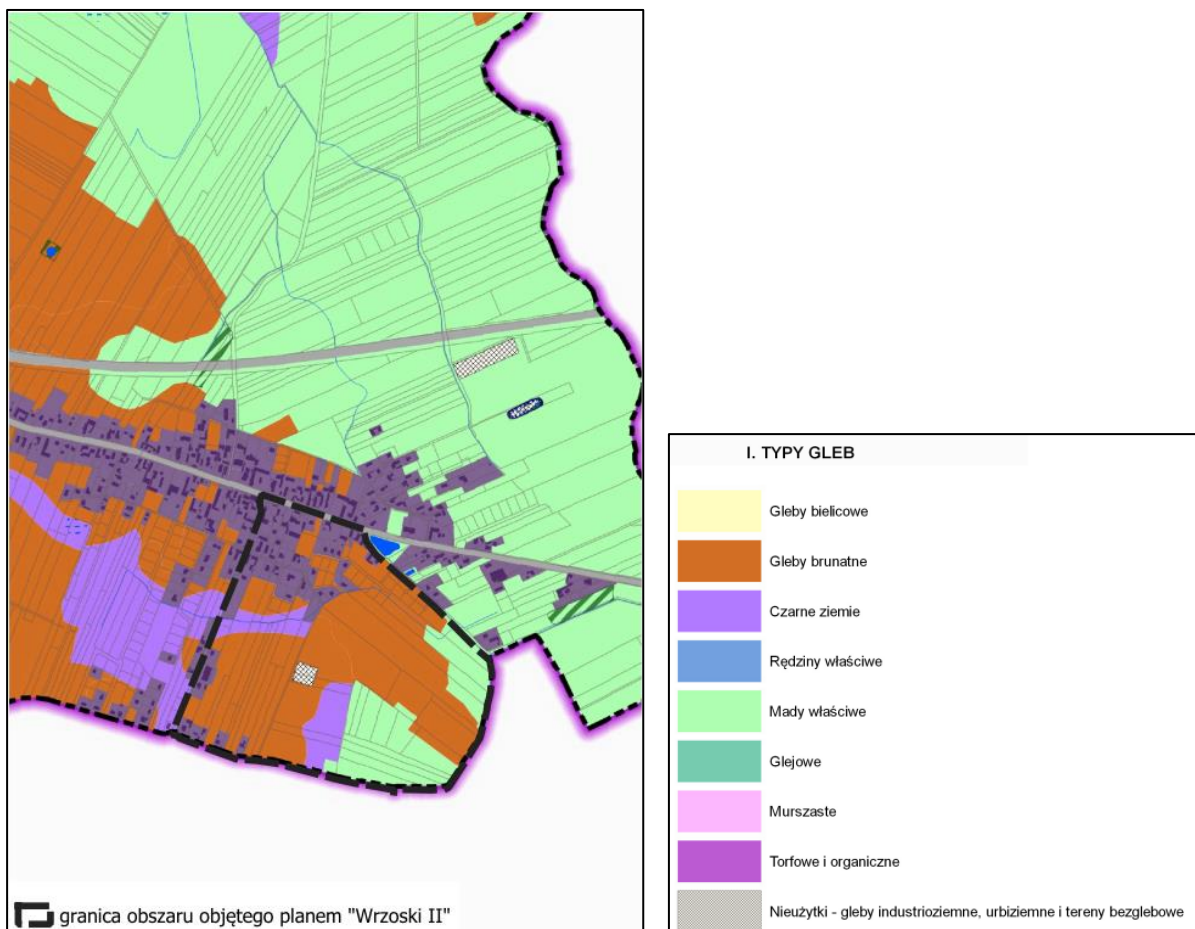 granica obszaru objętego planem "Wrzoski II"
I. TYPY GLEB
Gleby bielicowe
Gleby brunatne
Czarne ziemie
Rędziny właściwe
Mady właściwe
Glejowe
Murszaste
Torfowe i organiczne
Nieużytki - gleby industrioziemne, urbiziemne i tereny bezglebowe